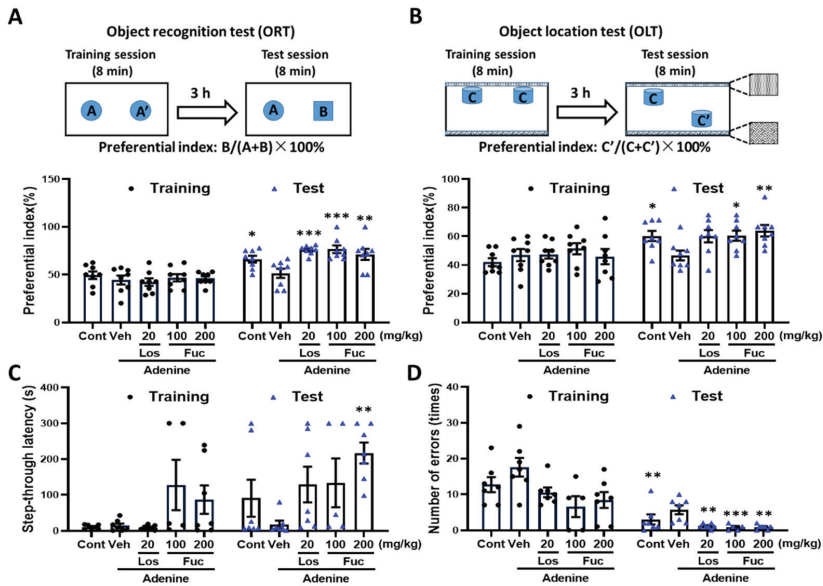 A
Object recognition test (ORT)
Training session
(8 min)
Test session
(8 min)
3 h
A
A'
A
B
Preferential index: B/(A+B)×100%
150
100
50
0
Preferential index(%)
Training
Test
*
***
***
**
Cont Veh 20 100 200
Los Fuc
Adenine
Cont Veh 20 100 200 (mg/kg)
Los Fuc
Adenine
B
Object location test (OLT)
Training session
(8 min)
Test session
(8 min)
3 h
C
C
C
C'
Preferential index: C'/(C+C')×100%
100
80
60
40
20
0
Preferential index(%)
Training
Test
*
*
**
Cont Veh 20 100 200
Los Fuc
Adenine
Cont Veh 20 100 200 (mg/kg)
Los Fuc
Adenine
C
400
300
200
100
0
Step-through latency (s)
Training
Test
**
Cont Veh 20 100 200
Los Fuc
Adenine
Cont Veh 20 100 200 (mg/kg)
Los Fuc
Adenine
D
40
30
20
10
0
Number of errors (times)
Training
Test
**
**
***
**
Cont Veh 20 100 200
Los Fuc
Adenine
Cont Veh 20 100 200 (mg/kg)
Los Fuc
Adenine